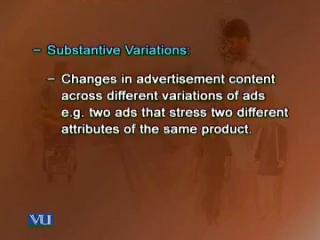 – Substantive Variations:
– Changes in advertisement content
across different variations of ads
e.g. two ads that stress two different
attributes of the same product.
VU